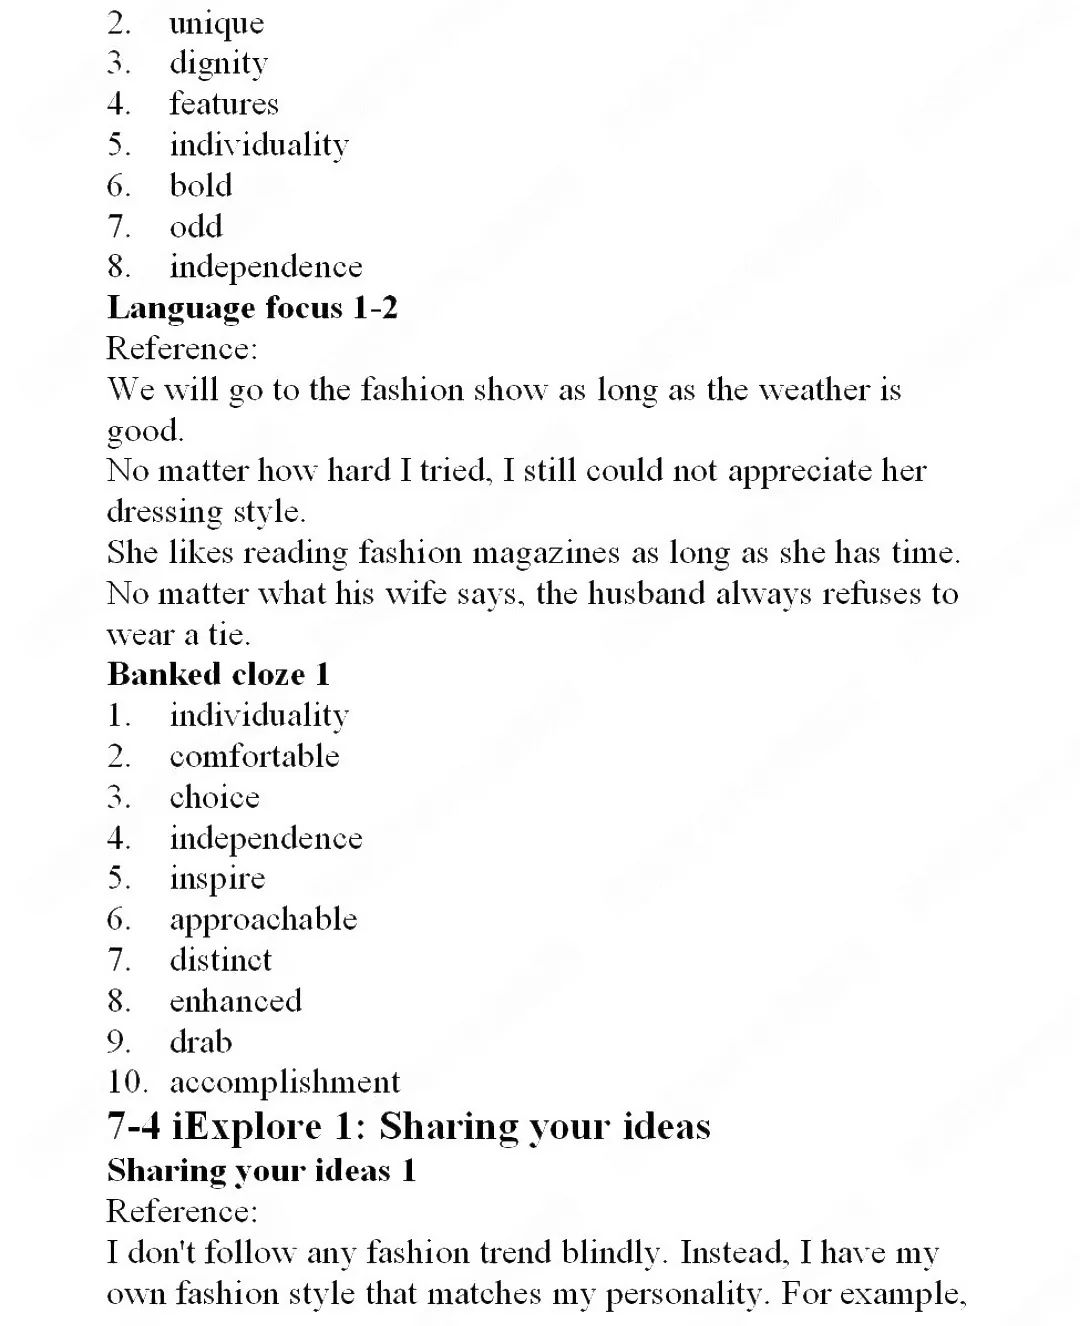 2. unique
3. dignity
4. features
5. individuality
6. bold
7. odd
8. independence
Language focus 1-2
Reference:
We will go to the fashion show as long as the weather is
good.
No matter how hard I tried, I still could not appreciate her
dressing style.
She likes reading fashion magazines as long as she has time.
No matter what his wife says, the husband always refuses to
wear a tie.
Banked cloze 1
1. individuality
2. comfortable
3. choice
4. independence
5. inspire
6. approachable
7. distinct
8. enhanced
9. drab
10. accomplishment
7-4 iExplore 1: Sharing your ideas
Sharing your ideas 1
Reference:
I don't follow any fashion trend blindly. Instead, I have my
own fashion style that matches my personality. For example,